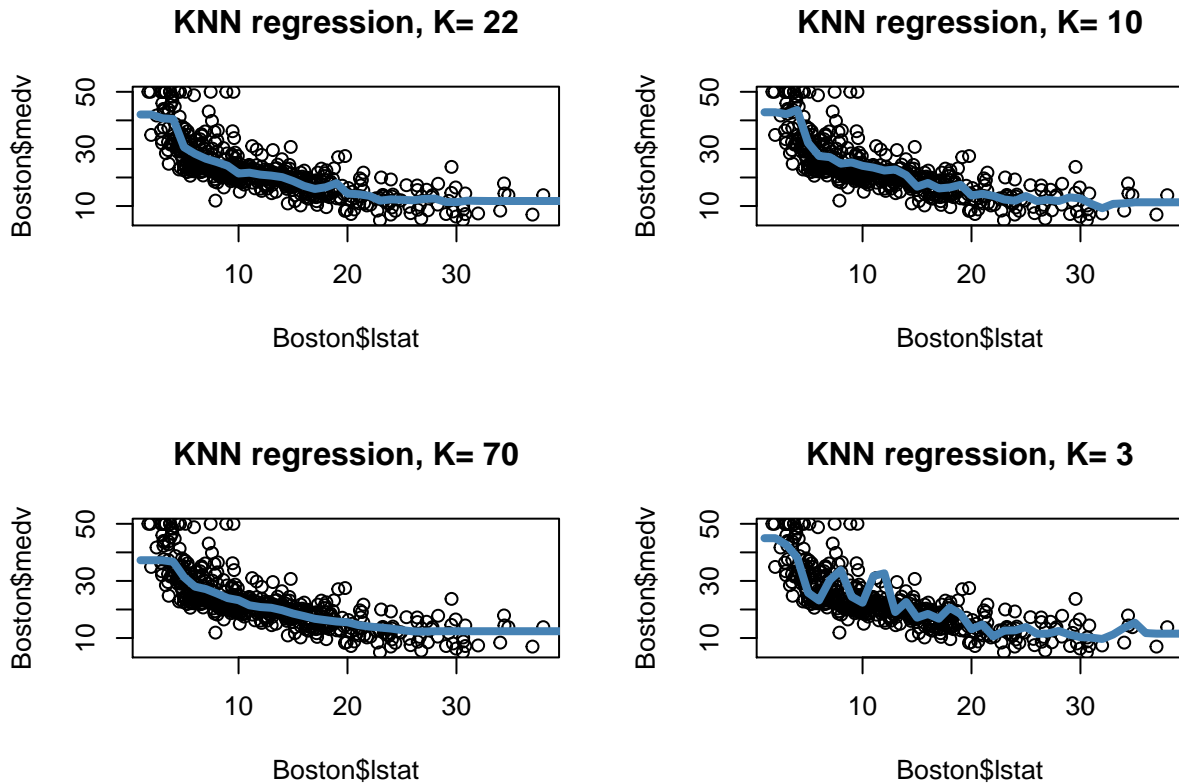 KNN regression, K= 22
Boston$medv
50
30
10
10 20 30
Boston$lstat
KNN regression, K= 10
Boston$medv
50
30
10
10 20 30
Boston$lstat
KNN regression, K= 70
Boston$medv
50
30
10
10 20 30
Boston$lstat
KNN regression, K= 3
Boston$medv
50
30
10
10 20 30
Boston$lstat